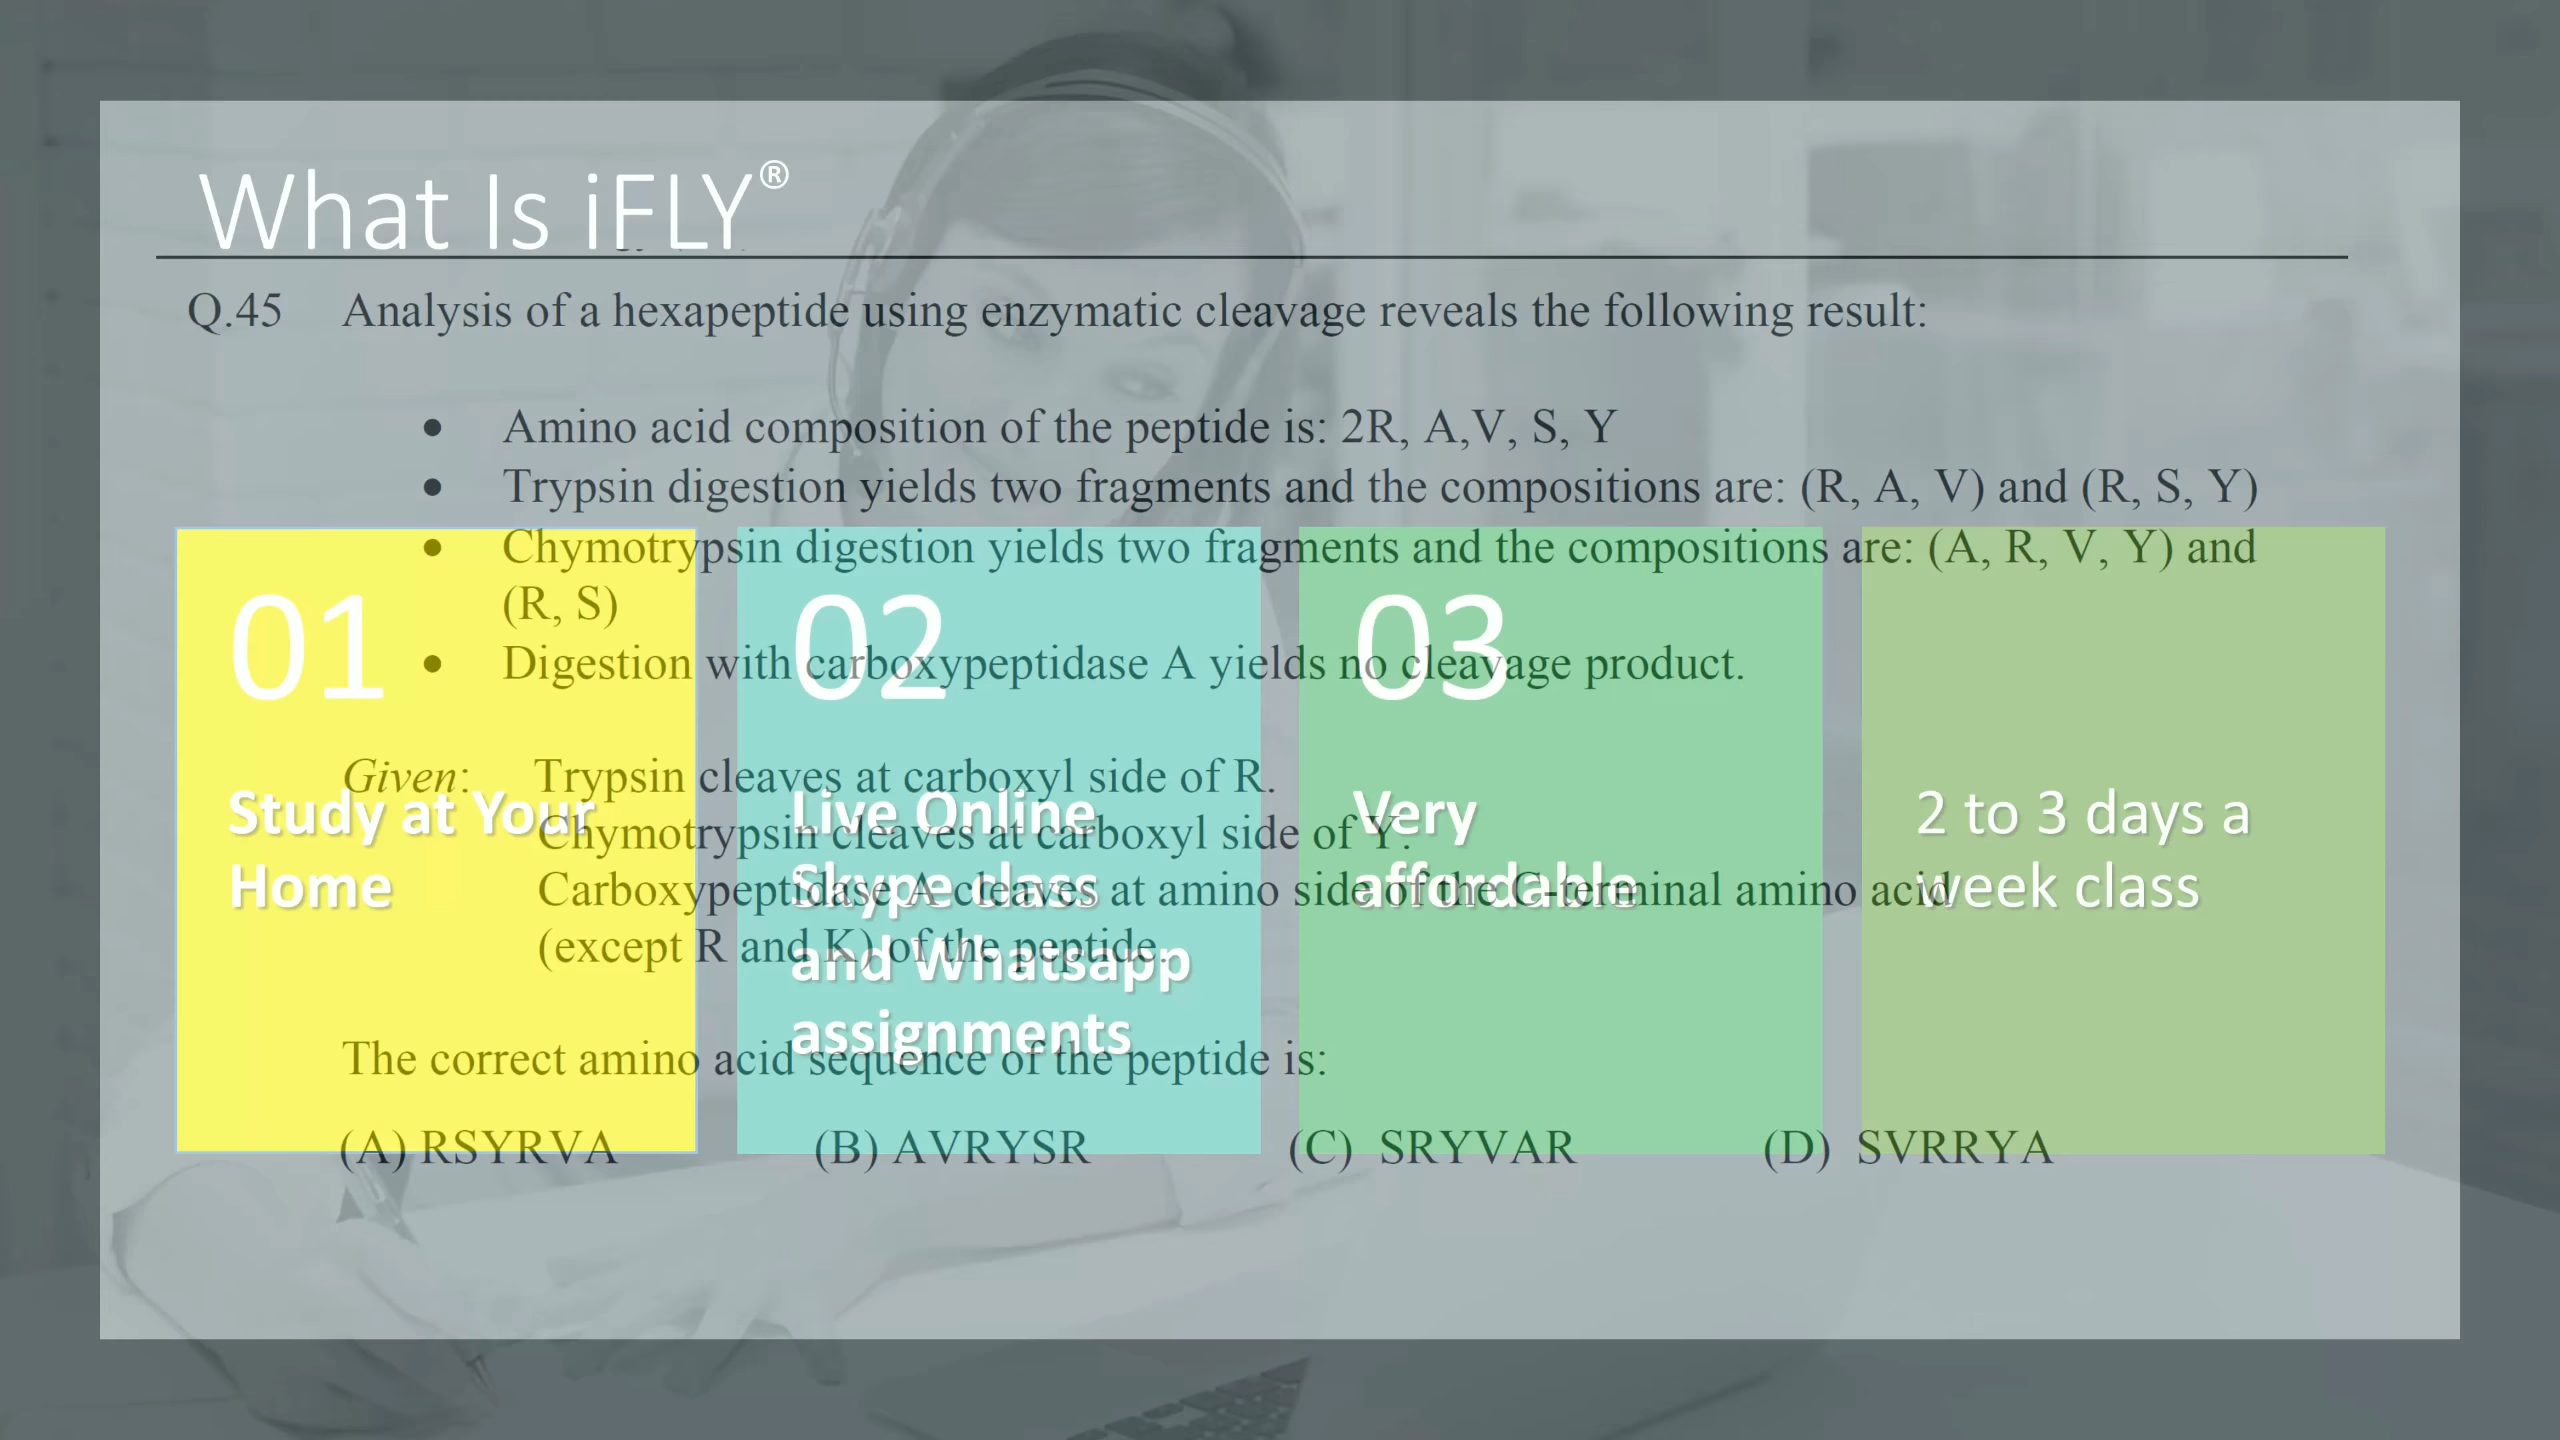 What Is iFLY®
Q.45 Analysis of a hexapeptide using enzymatic cleavage reveals the following result:
• Amino acid composition of the peptide is: 2R, A,V, S, Y
• Trypsin digestion yields two fragments and the compositions are: (R, A, V) and (R, S, Y)
• Chymotrypsin digestion yields two fragments and the compositions are: (A, R, V, Y) and
(R, S)
• Digestion with carboxypeptidase A yields no cleavage product.
Given: Trypsin cleaves at carboxyl side of R.
Chymotrypsin cleaves at carboxyl side of Y.
Carboxypeptidase A cleaves at amino side of the C-terminal amino acid
(except R and K) of the peptide.
The correct amino acid sequence of the peptide is:
(A) RSYRVA (B) AVRYSR (C) SRYVAR (D) SVRRYA
01
Study at Your
Home
02
Live Online
Skype class
and Whatsapp
assignments
03
Very
affordable
2 to 3 days a
week class